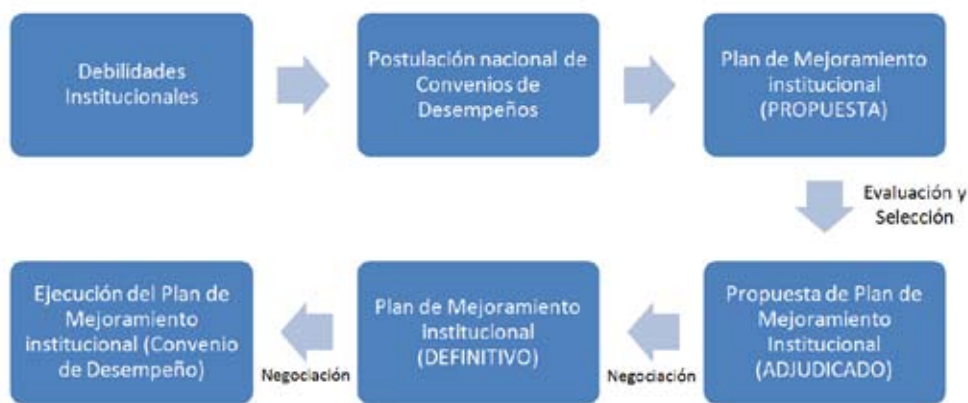 Debilidades
Institucionales
Postulación nacional de
Convenios de
Desempeños
Plan de Mejoramiento
institucional
(PROPUESTA)
Evaluación y
Selección
Propuesta de Plan de
Mejoramiento
Institucional
(ADJUDICADO)
Negociación
Plan de Mejoramiento
Institucional
(DEFINITIVO)
Negociación
Ejecución del Plan de
Mejoramiento
institucional (Convenio
de Desempeño)